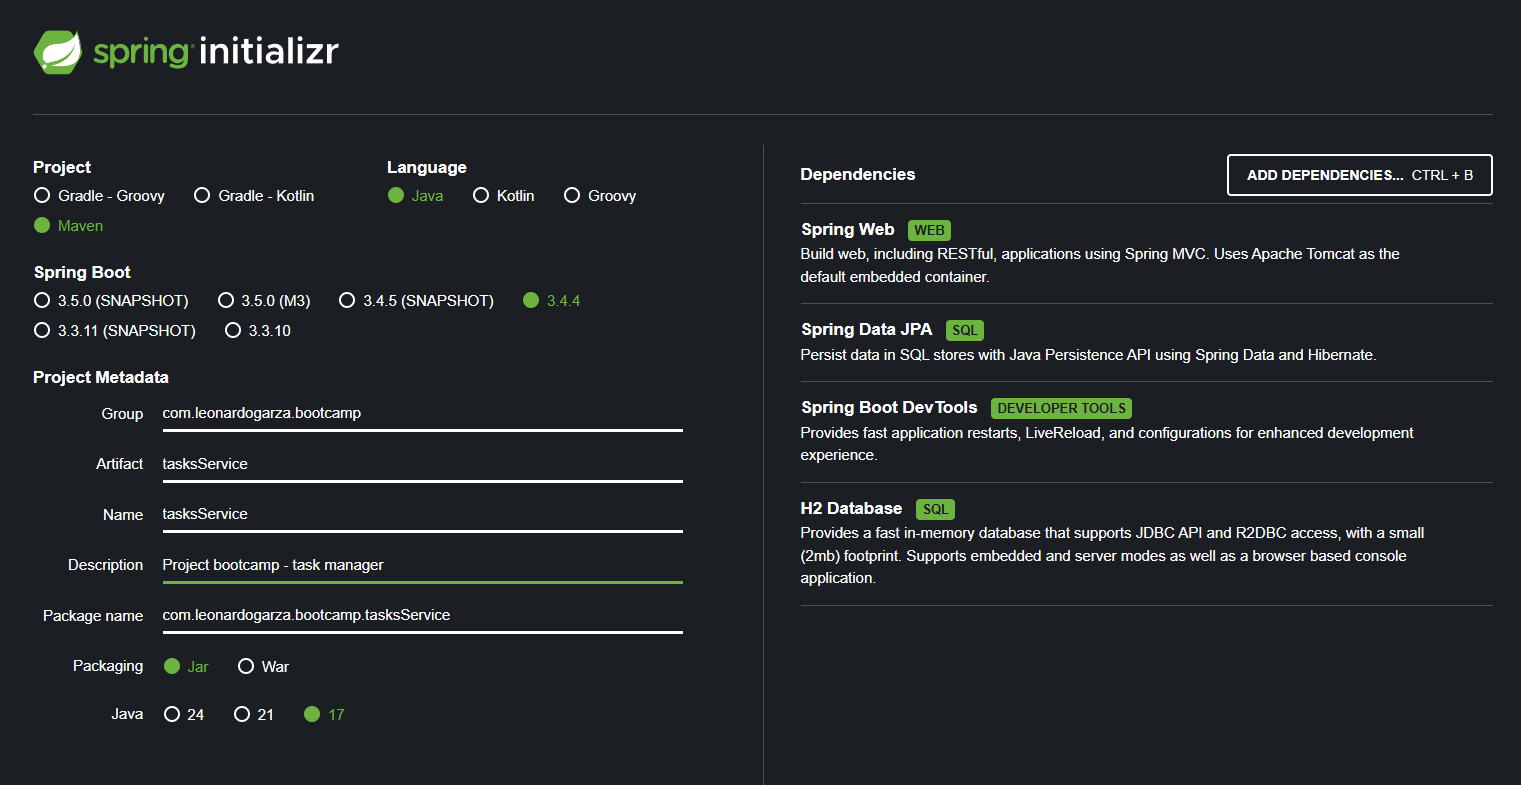 spring initializr
Project
Gradle - Groovy Gradle - Kotlin
Maven
Language
Java Kotlin Groovy
Spring Boot
3.5.0 (SNAPSHOT) 3.5.0 (M3) 3.4.5 (SNAPSHOT) 3.4.4
3.3.11 (SNAPSHOT) 3.3.10
Project Metadata
Group com.leonardogarza.bootcamp
Artifact tasksService
Name tasksService
Description Project bootcamp - task manager
Package name com.leonardogarza.bootcamp.tasksService
Packaging Jar War
Java 24 21 17
Dependencies ADD DEPENDENCIES... CTRL + B
Spring Web WEB
Build web, including RESTful, applications using Spring MVC. Uses Apache Tomcat as the
default embedded container.
Spring Data JPA SQL
Persist data in SQL stores with Java Persistence API using Spring Data and Hibernate.
Spring Boot DevTools DEVELOPER TOOLS
Provides fast application restarts, LiveReload, and configurations for enhanced development
experience.
H2 Database SQL
Provides a fast in-memory database that supports JDBC API and R2DBC access, with a small
(2mb) footprint. Supports embedded and server modes as well as a browser based console
application.